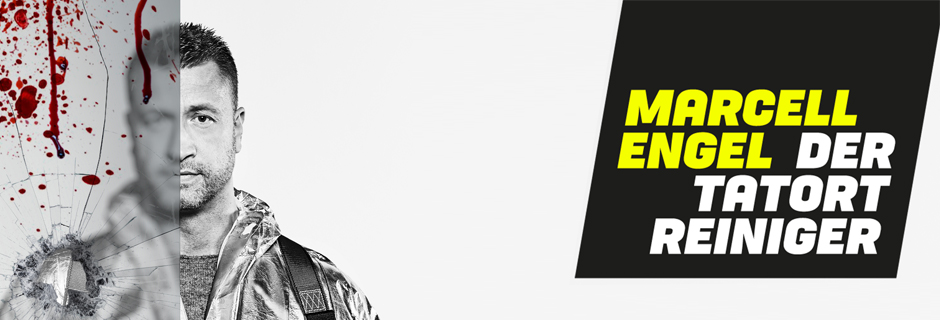 MARCELL
ENGEL DER
TATORT
REINIGER